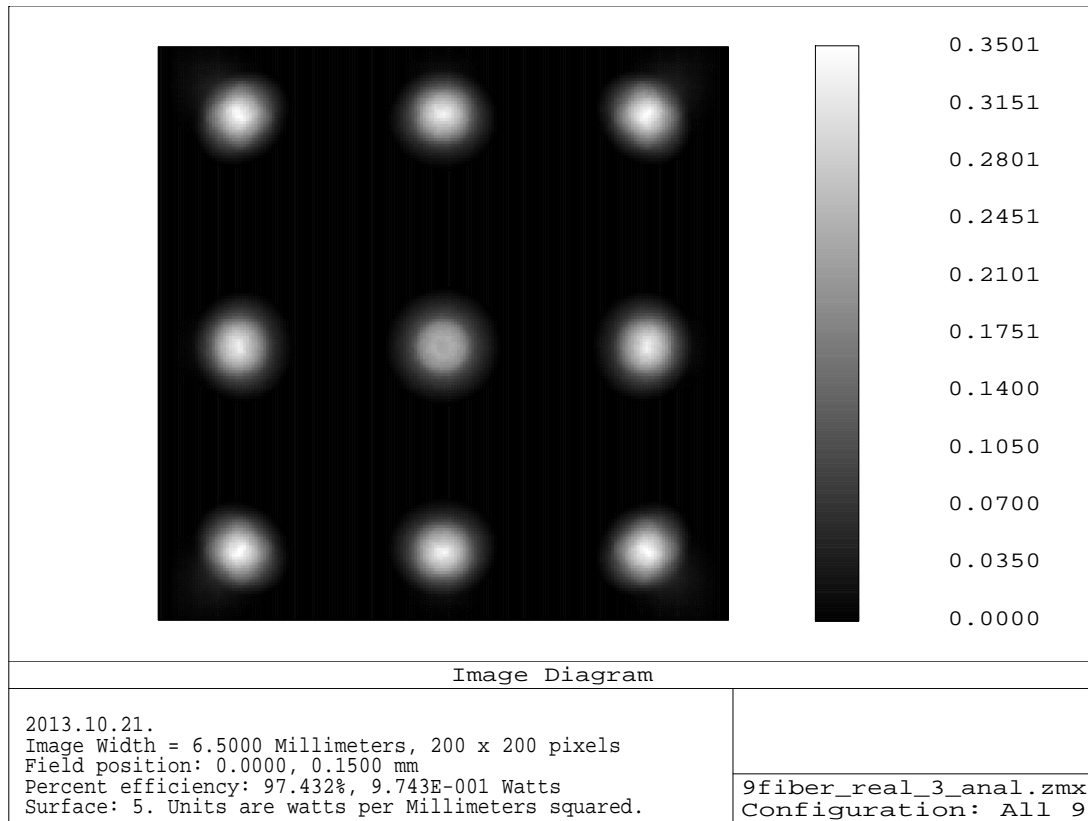 0.3501
0.3151
0.2801
0.2451
0.2101
0.1751
0.1400
0.1050
0.0700
0.0350
0.0000
Image Diagram
2013.10.21.
Image Width = 6.5000 Millimeters, 200 x 200 pixels
Field position: 0.0000, 0.1500 mm
Percent efficiency: 97.432%, 9.743E-001 Watts
Surface: 5. Units are watts per Millimeters squared.
9fiber_real_3_anal.zmx
Configuration: All 9